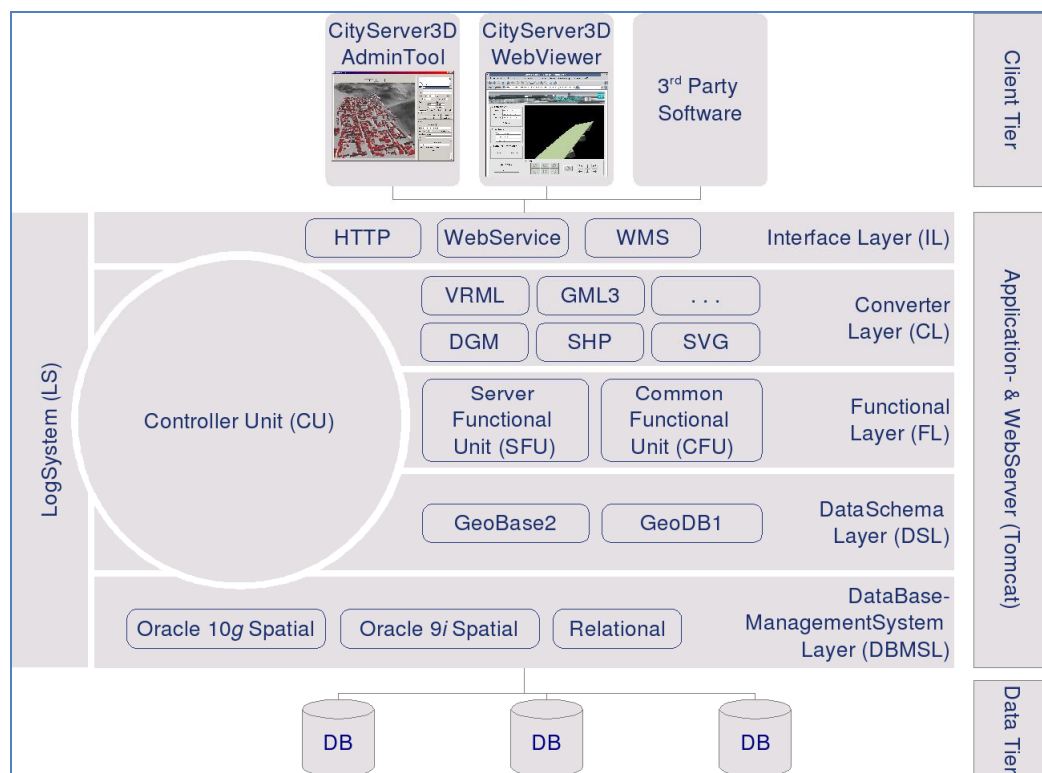 CityServer3D
AdminTool
CityServer3D
WebViewer
3rd Party
Software
Client Tier
HTTP
WebService
WMS
Interface Layer (IL)
VRML
GML3
. . .
DGM
SHP
SVG
Converter
Layer (CL)
LogSystem (LS)
Controller Unit (CU)
Server
Functional
Unit (SFU)
Common
Functional
Unit (CFU)
Functional
Layer (FL)
Application- & WebServer (Tomcat)
GeoBase2
GeoDB1
DataSchema
Layer (DSL)
Oracle 10g Spatial
Oracle 9i Spatial
Relational
DataBase-
ManagementSystem
Layer (DBMSL)
DB
DB
DB
Data Tier